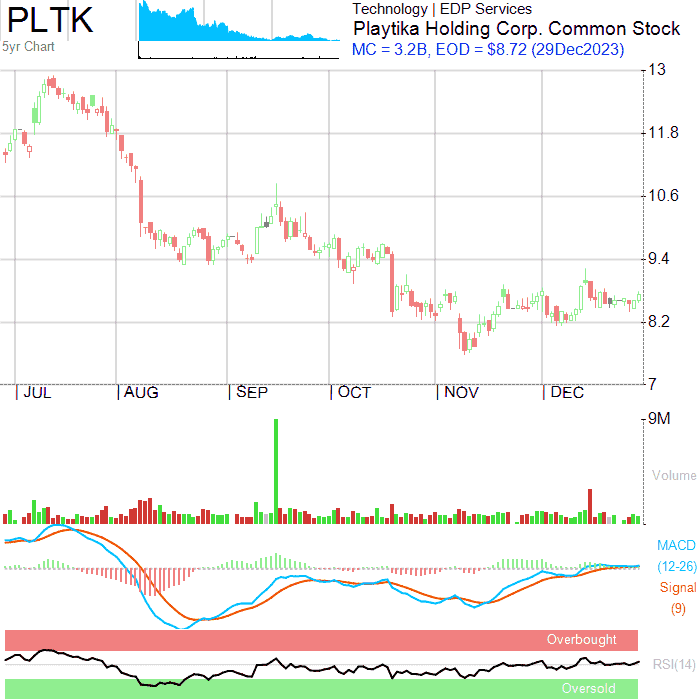 PLTK
5yr Chart
Technology | EDP Services
Playtika Holding Corp. Common Stock
MC = 3.2B, EOD = $8.72 (29Dec2023)
13
11.8
10.6
9.4
8.2
7
JUL AUG SEP OCT NOV DEC
9M
Volume
MACD
(12-26)
Signal
(9)
Overbought
RSI(14)
Oversold